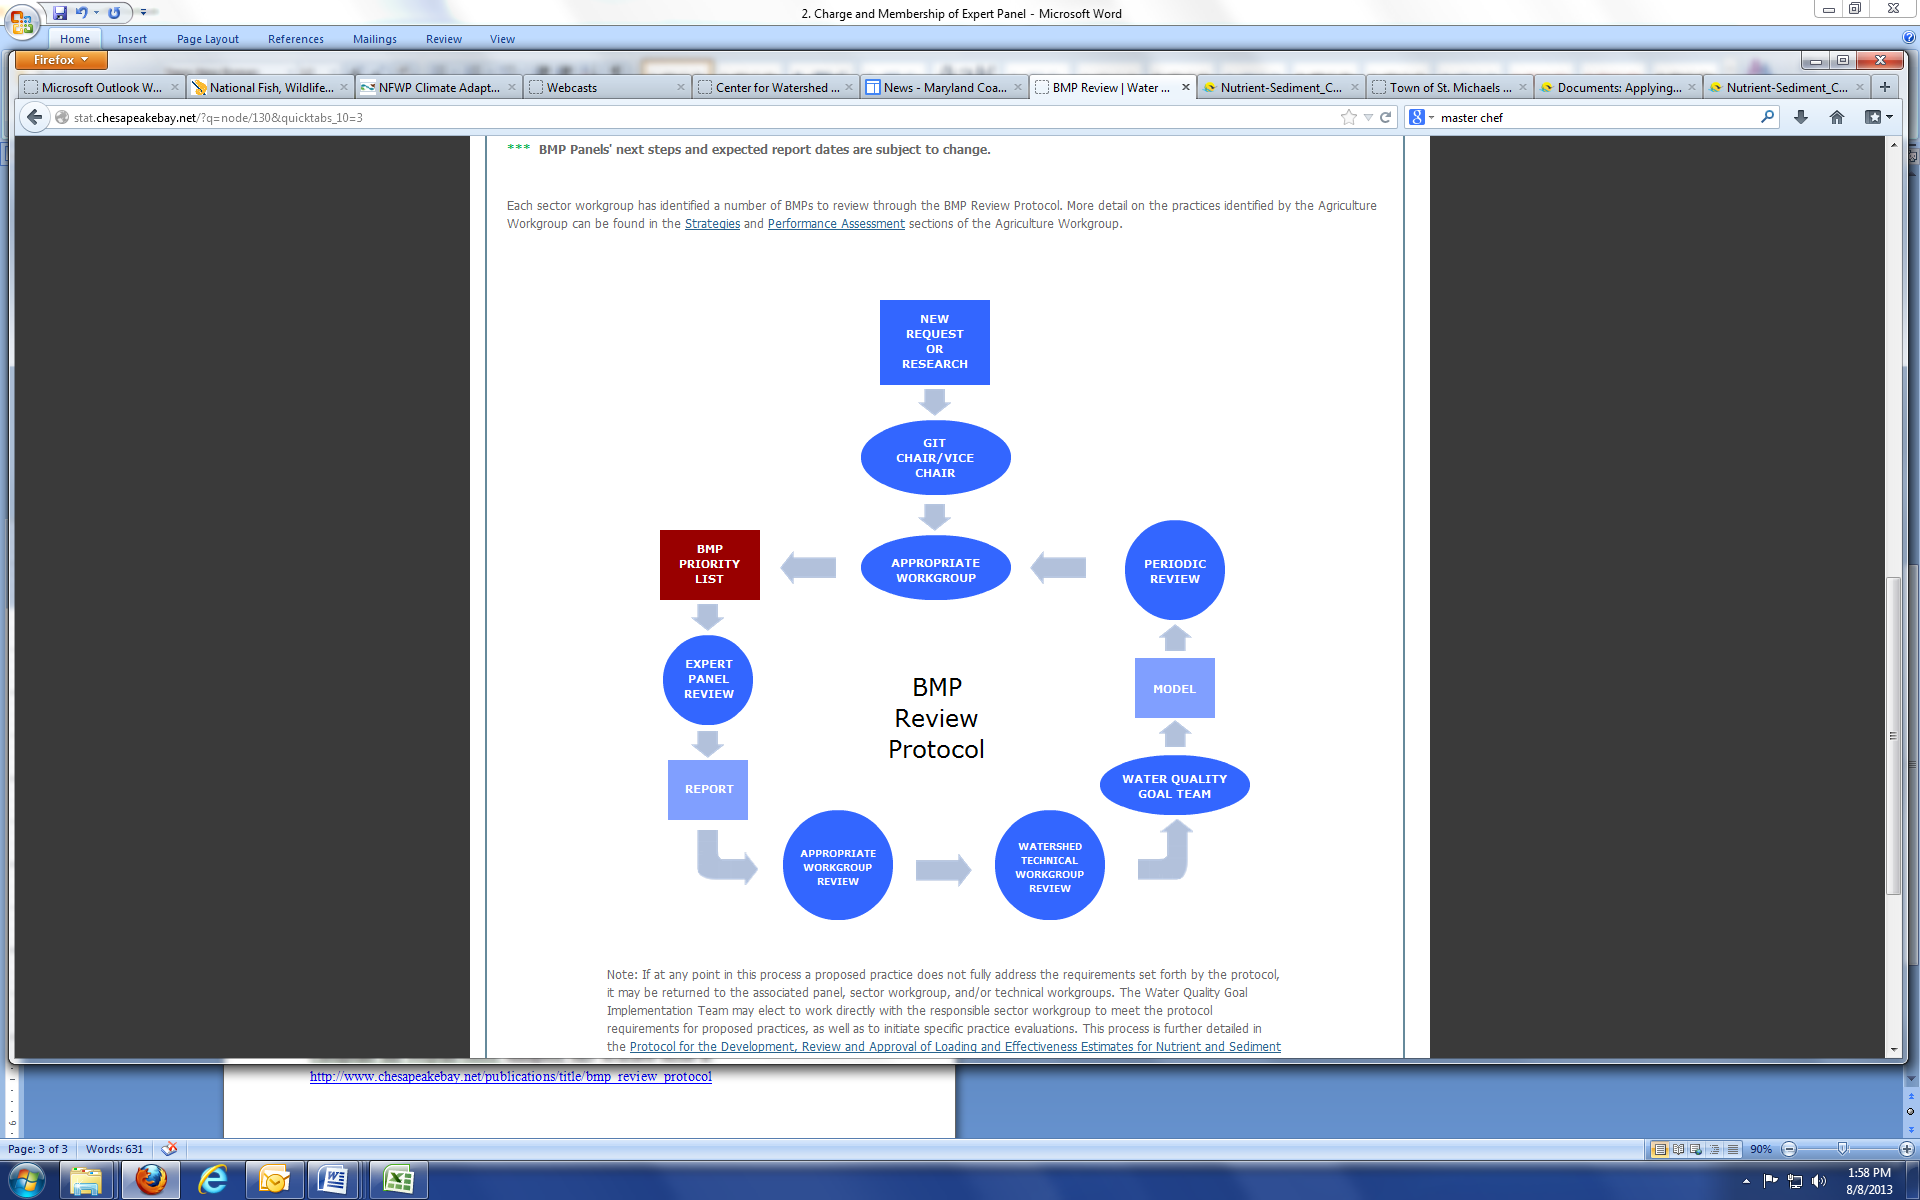 2. Charge and Membership of Expert Panel - Microsoft Word
Home Insert Page Layout References Mailings Review View
Firefox
Microsoft Outlook W...
National Fish, Wildlife...
NFWP Climate Adapt...
Webcasts
Center for Watershed ...
News - Maryland Coa...
BMP Review | Water ...
Nutrient-Sediment_C...
Town of St. Michaels ...
Documents: Applying...
Nutrient-Sediment_C...
stat.chesapeakebay.net/?q=node/130&quicktabs_10=3
master chef
*** BMP Panels' next steps and expected report dates are subject to change.
Each sector workgroup has identified a number of BMPs to review through the BMP Review Protocol. More detail on the practices identified by the Agriculture
Workgroup can be found in the Strategies and Performance Assessment sections of the Agriculture Workgroup.
NEW
REQUEST
OR
RESEARCH
GIT
CHAIR/VICE
CHAIR
APPROPRIATE
WORKGROUP
BMP
PRIORITY
LIST
EXPERT
PANEL
REVIEW
REPORT
APPROPRIATE
WORKGROUP
REVIEW
WATERSHED
TECHNICAL
WORKGROUP
REVIEW
WATER QUALITY
GOAL TEAM
MODEL
PERIODIC
REVIEW
BMP
Review
Protocol
Note: If at any point in this process a proposed practice does not fully address the requirements set forth by the protocol,
it may be returned to the associated panel, sector workgroup, and/or technical workgroups. The Water Quality Goal
Implementation Team may elect to work directly with the responsible sector workgroup to meet the protocol
requirements for proposed practices, as well as to initiate specific practice evaluations. This process is further detailed in
the Protocol for the Development, Review and Approval of Loading and Effectiveness Estimates for Nutrient and Sediment
http://www.chesapeakebay.net/publications/title/bmp_review_protocol
Page: 3 of 3 Words: 631
90%
1:58 PM
8/8/2013